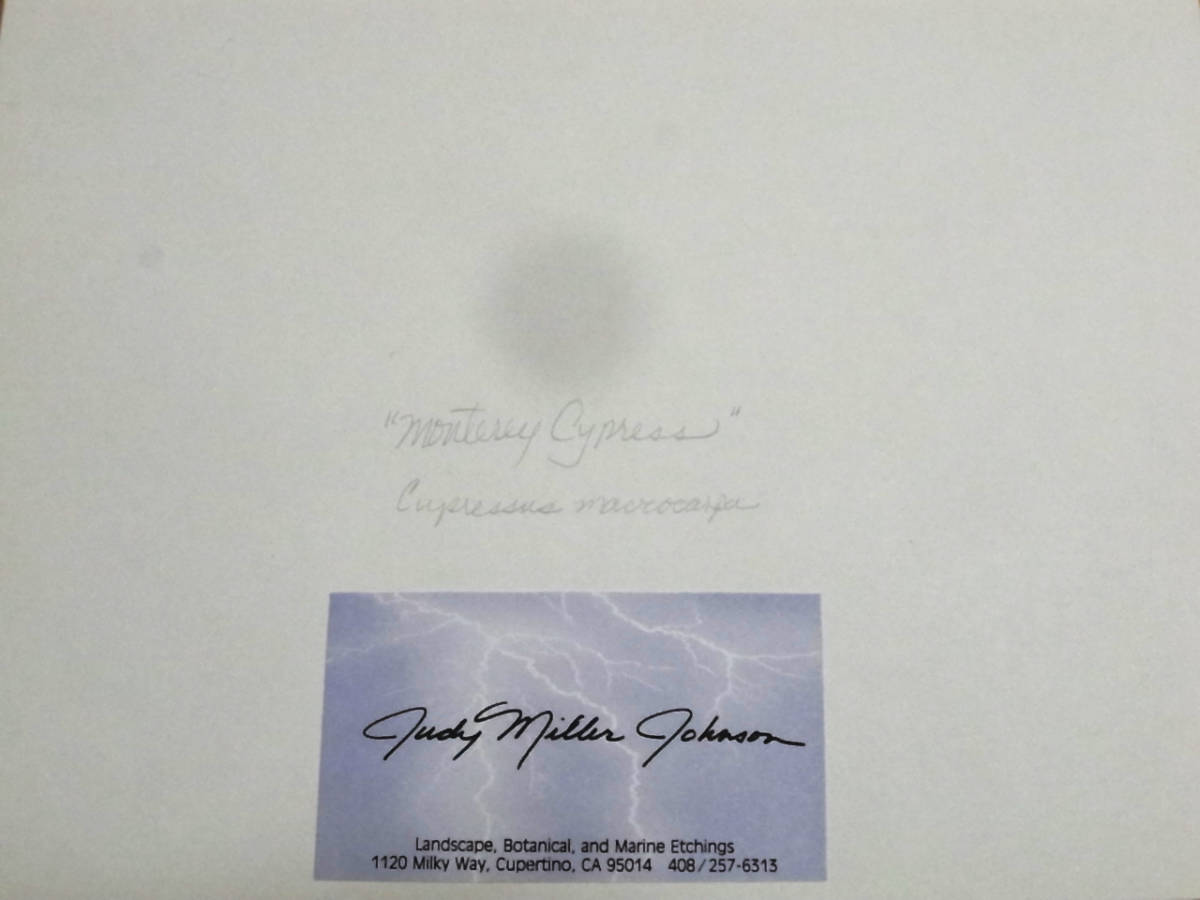 "Monterey Cypress"
Cupressus macrocarpa
Judy Miller Johnson
Landscape, Botanical, and Marine Etchings
1120 Milky Way, Cupertino, CA 95014 408/257-6313